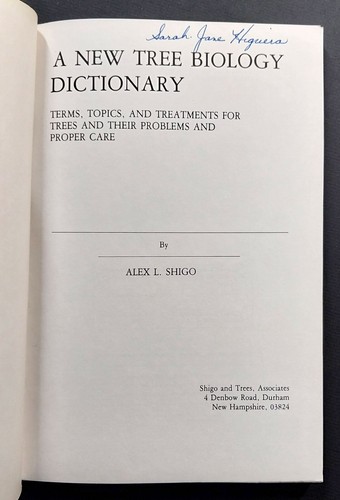 Sarah Jane Higuera
A NEW TREE BIOLOGY
DICTIONARY
TERMS, TOPICS, AND TREATMENTS FOR
TREES AND THEIR PROBLEMS AND
PROPER CARE
By
ALEX L. SHIGO
Shigo and Trees, Associates
4 Denbow Road, Durham
New Hampshire, 03824